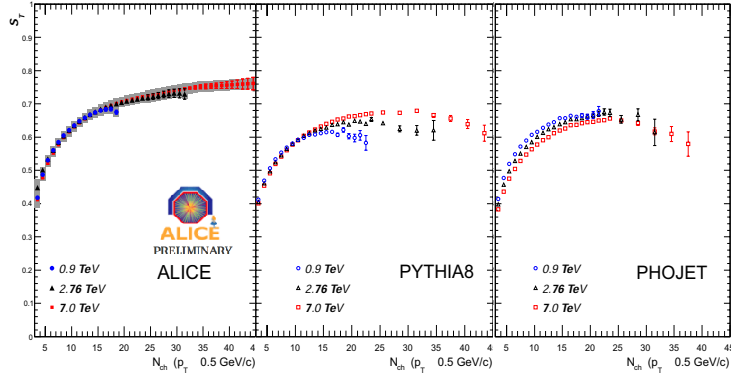 S_T
1
0.9
0.8
0.7
0.6
0.5
0.4
0.3
0.2
0.1
0
ALICE
PRELIMINARY
0.9 TeV
2.76 TeV
7.0 TeV
ALICE
5 10 15 20 25 30 35 4
N_ch (p_T 0.5 GeV/c)
0.9 TeV
2.76 TeV
7.0 TeV
PYTHIA8
5 10 15 20 25 30 35 4
N_ch (p_T 0.5 GeV/c)
0.9 TeV
2.76 TeV
7.0 TeV
PHOJET
5 10 15 20 25 30 35 40 45
N_ch (p_T 0.5 GeV/c)